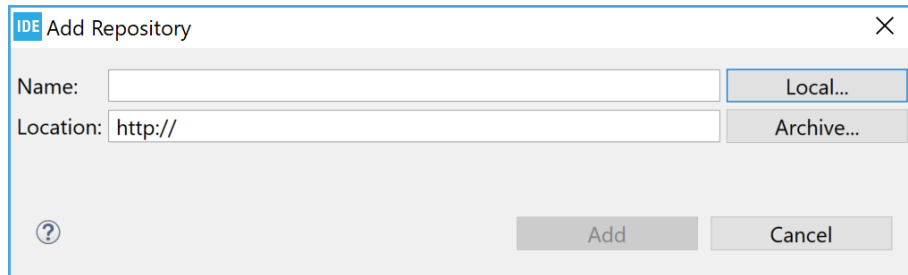 IDE Add Repository
Name: Local...
Location: http:// Archive...
? Add Cancel